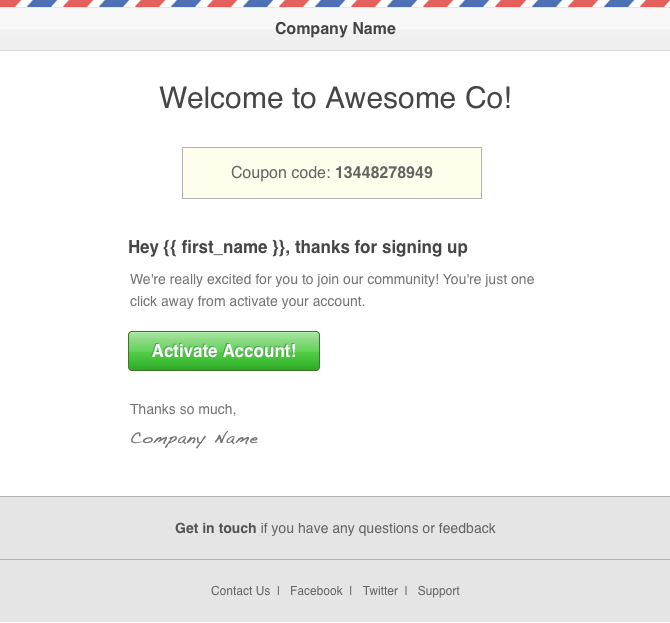 Company Name
Welcome to Awesome Co!
Coupon code: 13448278949
Hey {{ first_name }}, thanks for signing up
We're really excited for you to join our community! You're just one
click away from activate your account.
Activate Account!
Thanks so much,
Company Name
Get in touch if you have any questions or feedback
Contact Us | Facebook | Twitter | Support